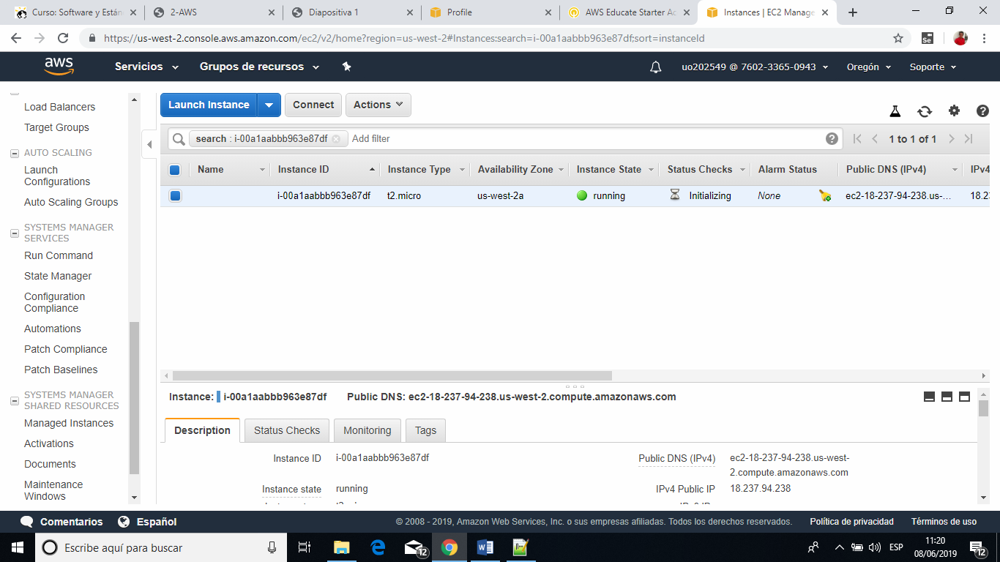 Curso: Software y Están
2-AWS
Diapositiva 1
Profile
AWS Educate Starter Ac
Instances | EC2 Manage
https://us-west-2.console.aws.amazon.com/ec2/v2/home?region=us-west-2#Instances:search=i-00a1aabbb963e87df;sort=instanceId
se
aws
Servicios
Grupos de recursos
uo202549 @ 7602-3365-0943
Oregón
Soporte
Load Balancers
Target Groups
AUTO SCALING
Launch
Configurations
Auto Scaling Groups
SYSTEMS MANAGER
SERVICES
Run Command
State Manager
Configuration
Compliance
Automations
Patch Compliance
Patch Baselines
SYSTEMS MANAGER
SHARED RESOURCES
Managed Instances
Activations
Documents
Maintenance
Windows
Launch Instance
Connect
Actions
search : i-00a1aabbb963e87df
Add filter
1 to 1 of 1
Name
Instance ID
Instance Type
Availability Zone
Instance State
Status Checks
Alarm Status
Public DNS (IPv4)
IPv4
i-00a1aabbb963e87df
t2.micro
us-west-2a
running
Initializing
None
ec2-18-237-94-238.us-...
18.23
Instance: i-00a1aabbb963e87df
Public DNS: ec2-18-237-94-238.us-west-2.compute.amazonaws.com
Description
Status Checks
Monitoring
Tags
Instance ID
i-00a1aabbb963e87df
Public DNS (IPv4)
ec2-18-237-94-238.us-west-
2.compute.amazonaws.com
Instance state
running
IPv4 Public IP
18.237.94.238
Comentarios
Español
© 2008 - 2019, Amazon Web Services, Inc. o sus empresas afiliadas. Todos los derechos reservados.
Política de privacidad
Términos de uso
Escribe aquí para buscar
12
ESP
11:20
08/06/2019
12